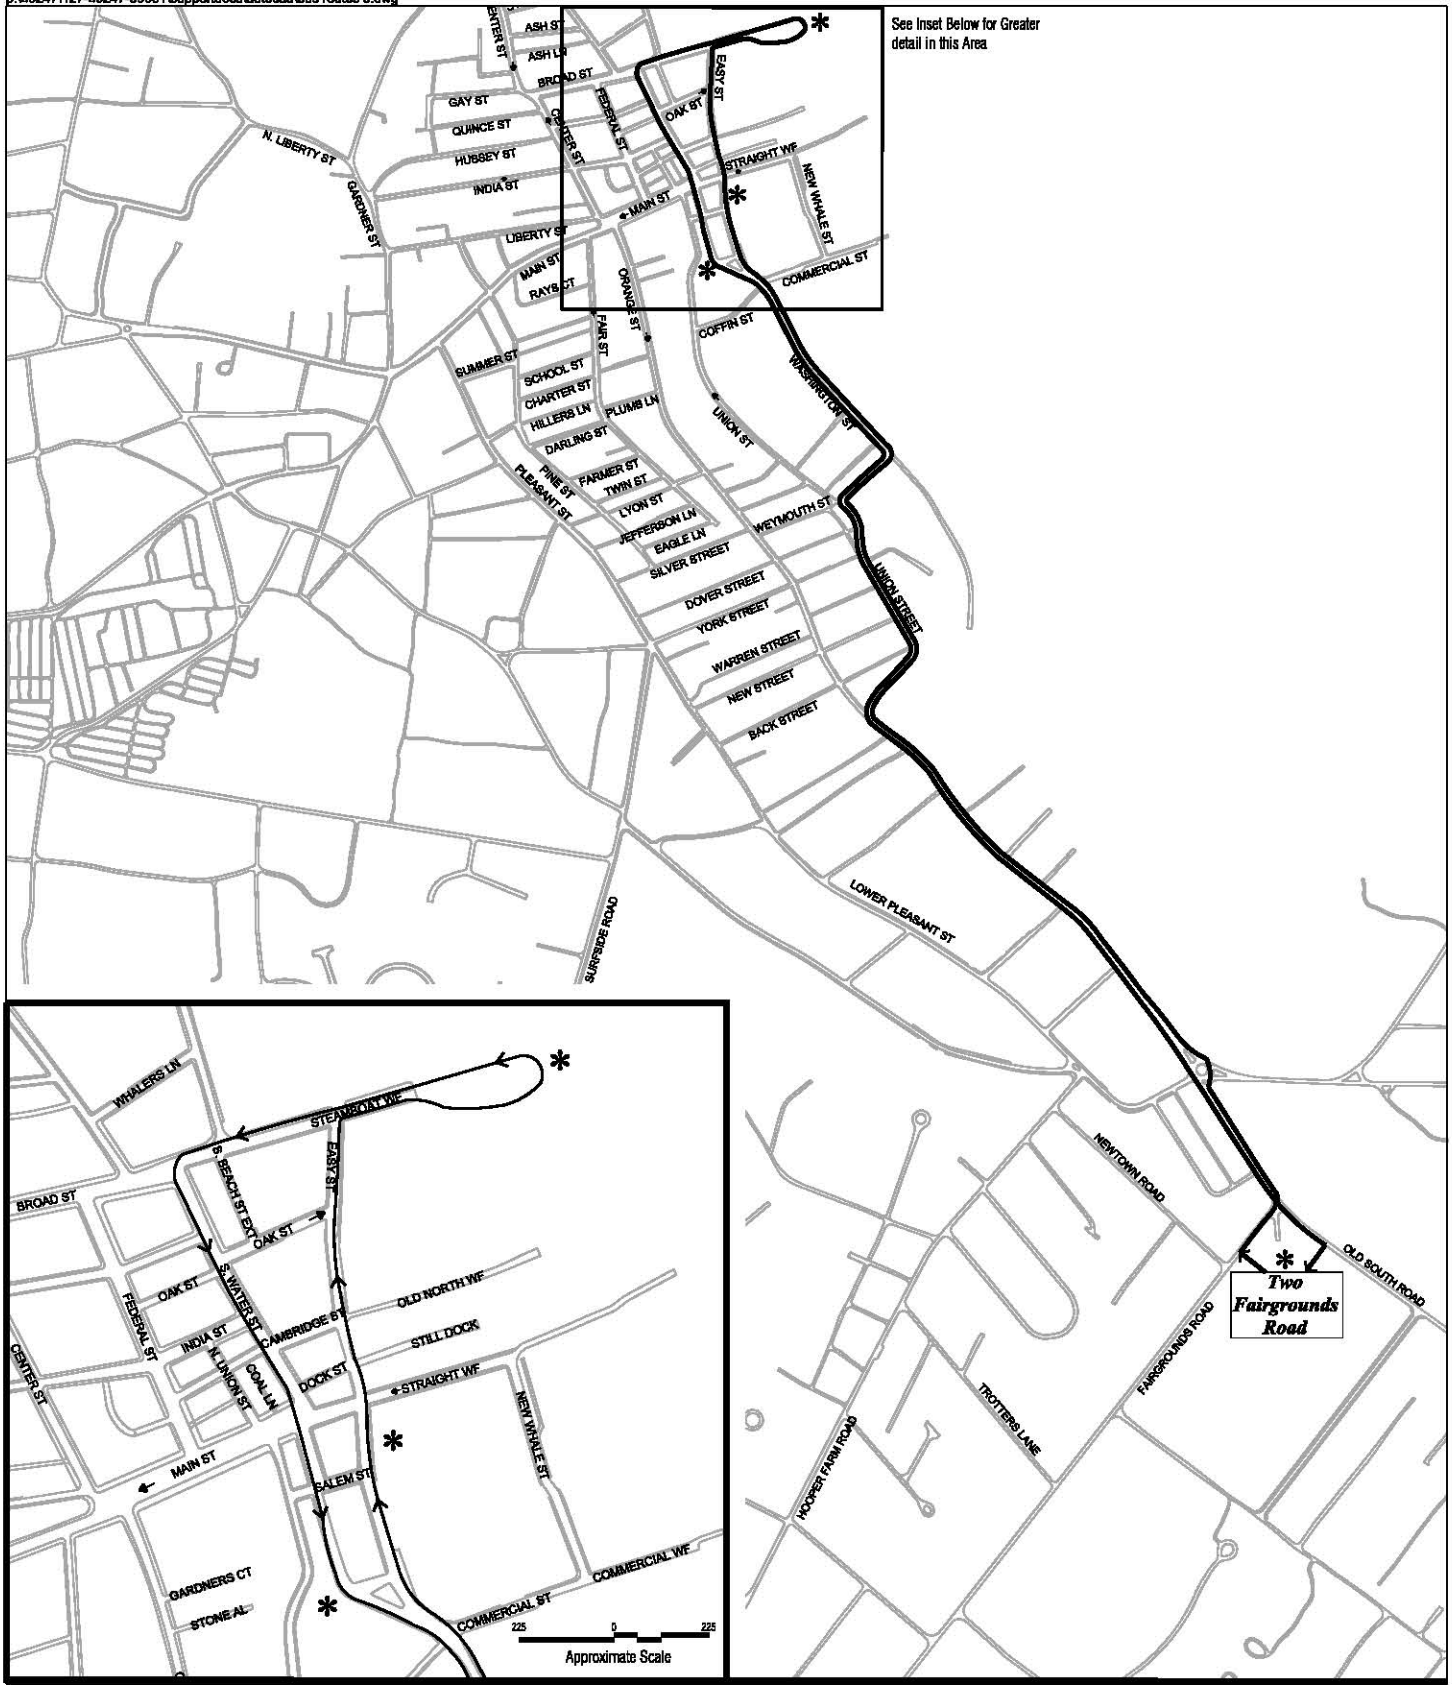 See Inset Below for Greater
detail in this Area
CENTER ST
ASH ST
ASH LN
BROAD ST
EASY ST
GAY ST
FEDERAL ST
OAK ST
QUINCE ST
CENTER ST
N. LIBERTY ST
HUSSEY ST
STRAIGHT WF
INDIA ST
GARDNER ST
MAIN ST
NEW WHALE ST
LIBERTY ST
MAIN ST
COMMERCIAL ST
RAYS CT
ORANGE ST
FAIR ST
COFFIN ST
SUMMER ST
SCHOOL ST
WASHINGTON ST
CHARTER ST
HILLERS LN
PLUMB LN
UNION ST
DARLING ST
PINE ST
FARMER ST
PLEASANT ST
TWIN ST
LYON ST
WEYMOUTH ST
JEFFERSON LN
EAGLE LN
SILVER STREET
UNION STREET
DOVER STREET
YORK STREET
WARREN STREET
NEW STREET
BACK STREET
LOWER PLEASANT ST
SURFSIDE ROAD
NEWTOWN ROAD
OLD SOUTH ROAD
Two
Fairgrounds
Road
FAIRGROUNDS ROAD
TROTTERS LANE
HOOPER FARM ROAD
WHALERS LN
STEAMBOAT WF
S. BEACH ST EXT
EASY ST
BROAD ST
OAK ST
S. WATER ST
OAK ST
OLD NORTH WF
FEDERAL ST
CAMBRIDGE ST
INDIA ST
STILL DOCK
N. UNION ST
COAL LN
DOCK ST
STRAIGHT WF
CENTER ST
NEW WHALE ST
MAIN ST
SALEM ST
GARDNERS CT
COMMERCIAL WF
STONE AL
COMMERCIAL ST
225 0 225
Approximate Scale